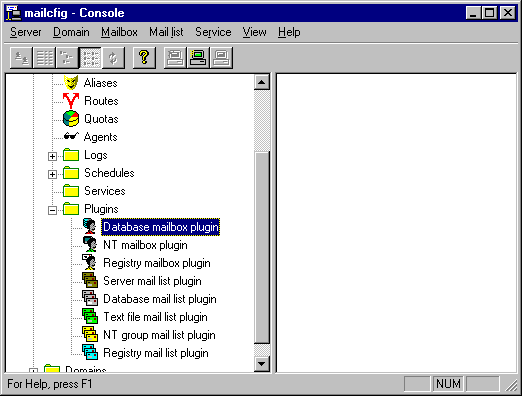 mailcfig - Console
Server Domain Mailbox Mail list Service View Help
Aliases
Routes
Quotas
Agents
Logs
Schedules
Services
Plugins
Database mailbox plugin
NT mailbox plugin
Registry mailbox plugin
Server mail list plugin
Database mail list plugin
Text file mail list plugin
NT group mail list plugin
Registry mail list plugin
Domains
For Help, press F1 NUM